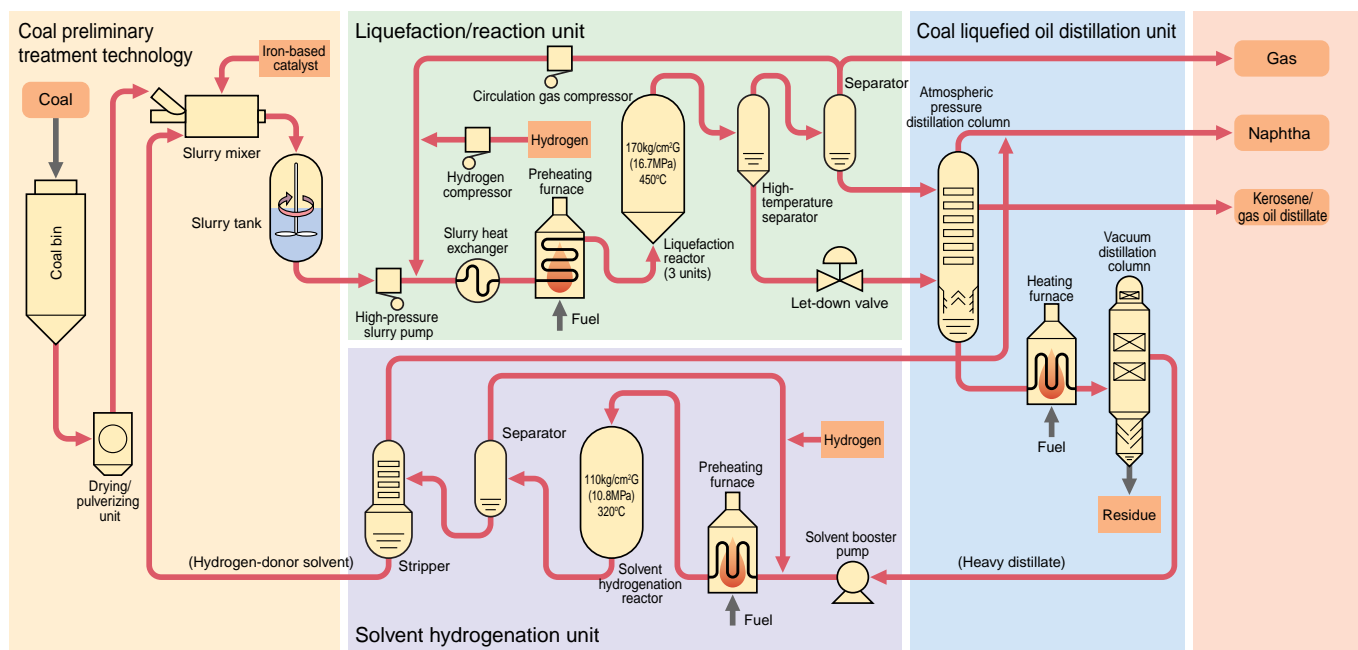 Coal preliminary
treatment technology
Coal
Iron-based
catalyst
Slurry mixer
Slurry tank
Coal bin
Drying/
pulverizing
unit
Liquefaction/reaction unit
Circulation gas compressor
Hydrogen
Hydrogen
compressor
Preheating
furnace
Slurry heat
exchanger
High-pressure
slurry pump
Fuel
170kg/cm²G
(16.7MPa)
450ºC
Liquefaction
reactor
(3 units)
High-
temperature
separator
Separator
Let-down valve
Coal liquefied oil distillation unit
Atmospheric
pressure
distillation column
Heating
furnace
Fuel
Vacuum
distillation
column
Residue
(Heavy distillate)
Gas
Naphtha
Kerosene/
gas oil distillate
Separator
110kg/cm²G
(10.8MPa)
320ºC
Preheating
furnace
Hydrogen
Solvent booster
pump
Fuel
Solvent
hydrogenation
reactor
Stripper
(Hydrogen-donor solvent)
Solvent hydrogenation unit